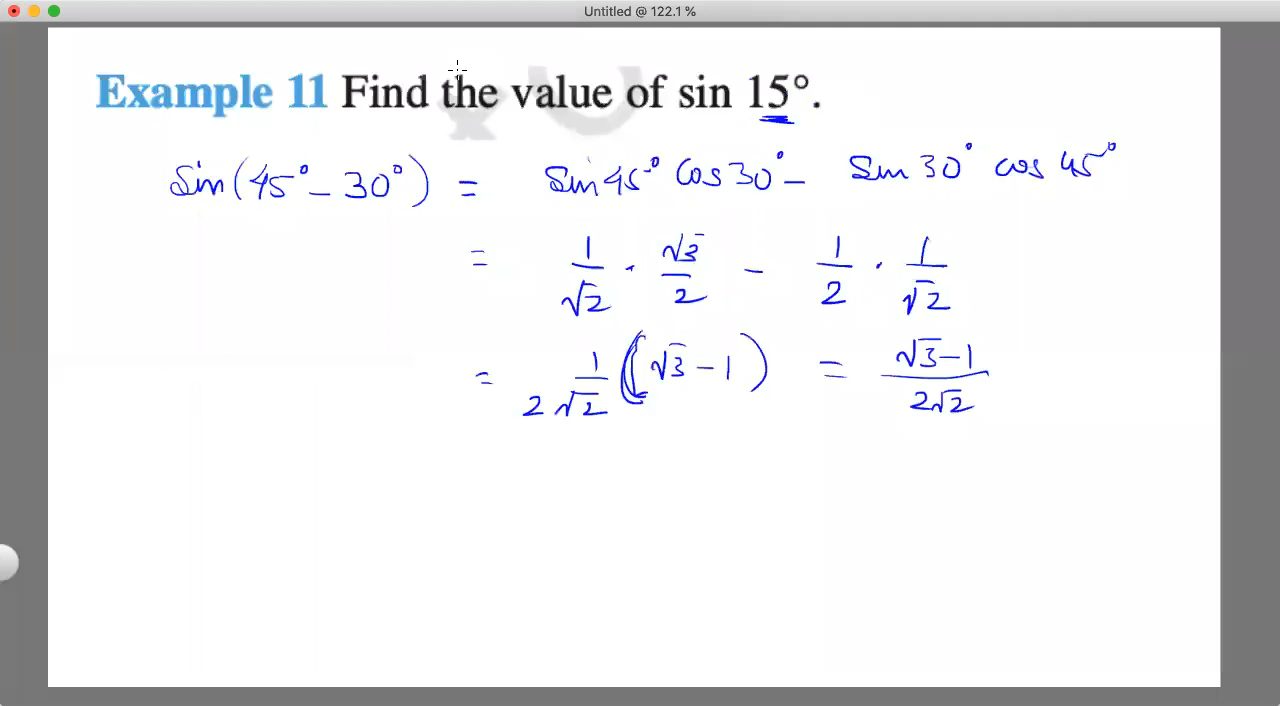 Untitled @ 122.1 %
Example 11 Find the value of sin 15°.
sin(45° − 30°) = sin 45° cos 30° − sin 30° cos 45°
= 1/√2 · √3/2 − 1/2 · 1/√2
= 1/2√2 (√3 − 1) = √3 − 1/2√2